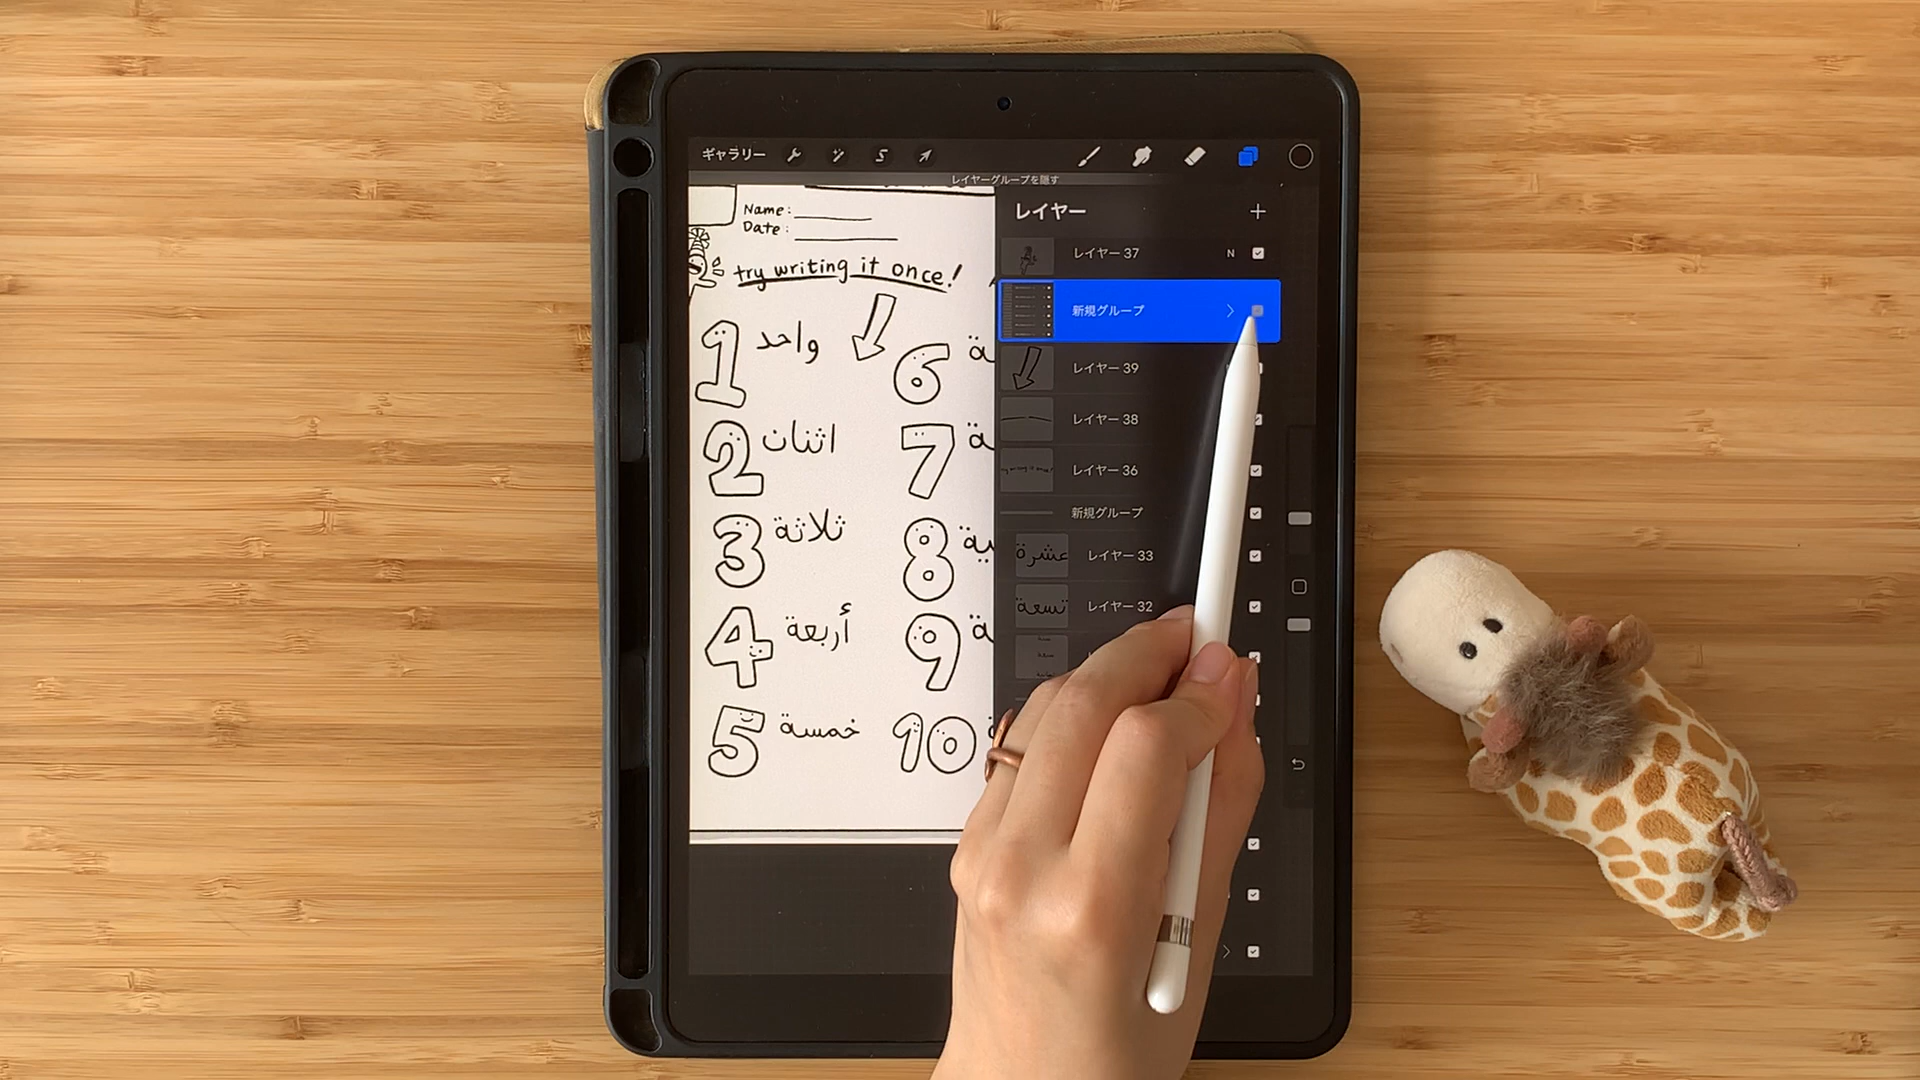 ギャラリー
レイヤーグループを隠す
Name:
Date:
try writing it once!
1 واحد
6
2 اثنان
7
3 ثلاثة
8
4 أربعة
9
5 خمسة
10
レイヤー
レイヤー 37 N
新規グループ
レイヤー 39
レイヤー 38
try writing it once!
レイヤー 36
新規グループ
عشرة
レイヤー 33
تسعة
レイヤー 32